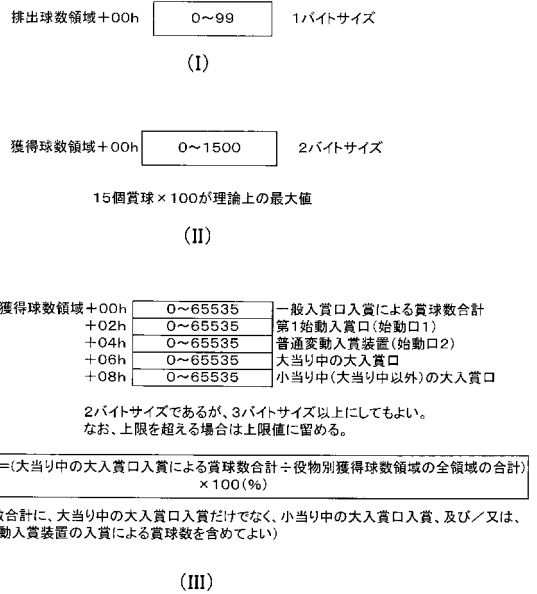 排出球数領域+00h 0~99 1バイトサイズ
(I)
獲得球数領域+00h 0~1500 2バイトサイズ
15個賞球×100が理論上の最大値
(II)
獲得球数領域+00h 0~65535 一般入賞口入賞による賞球数合計
+02h 0~65535 第1始動入賞口(始動口1)
+04h 0~65535 普通変動入賞装置(始動口2)
+06h 0~65535 大当り中の大入賞口
+08h 0~65535 小当り中(大当り中以外)の大入賞口
2バイトサイズであるが、3バイトサイズ以上にしてもよい。
なお、上限を超える場合は上限値に留める。
=(大当り中の大入賞口入賞による賞球数合計÷役物別獲得球数領域の全領域の合計)
×100(%)
合計に、大当り中の大入賞口入賞だけでなく、小当り中の大入賞口入賞、及び/又は、
動入賞装置の入賞による賞球数を含めてよい)
(III)